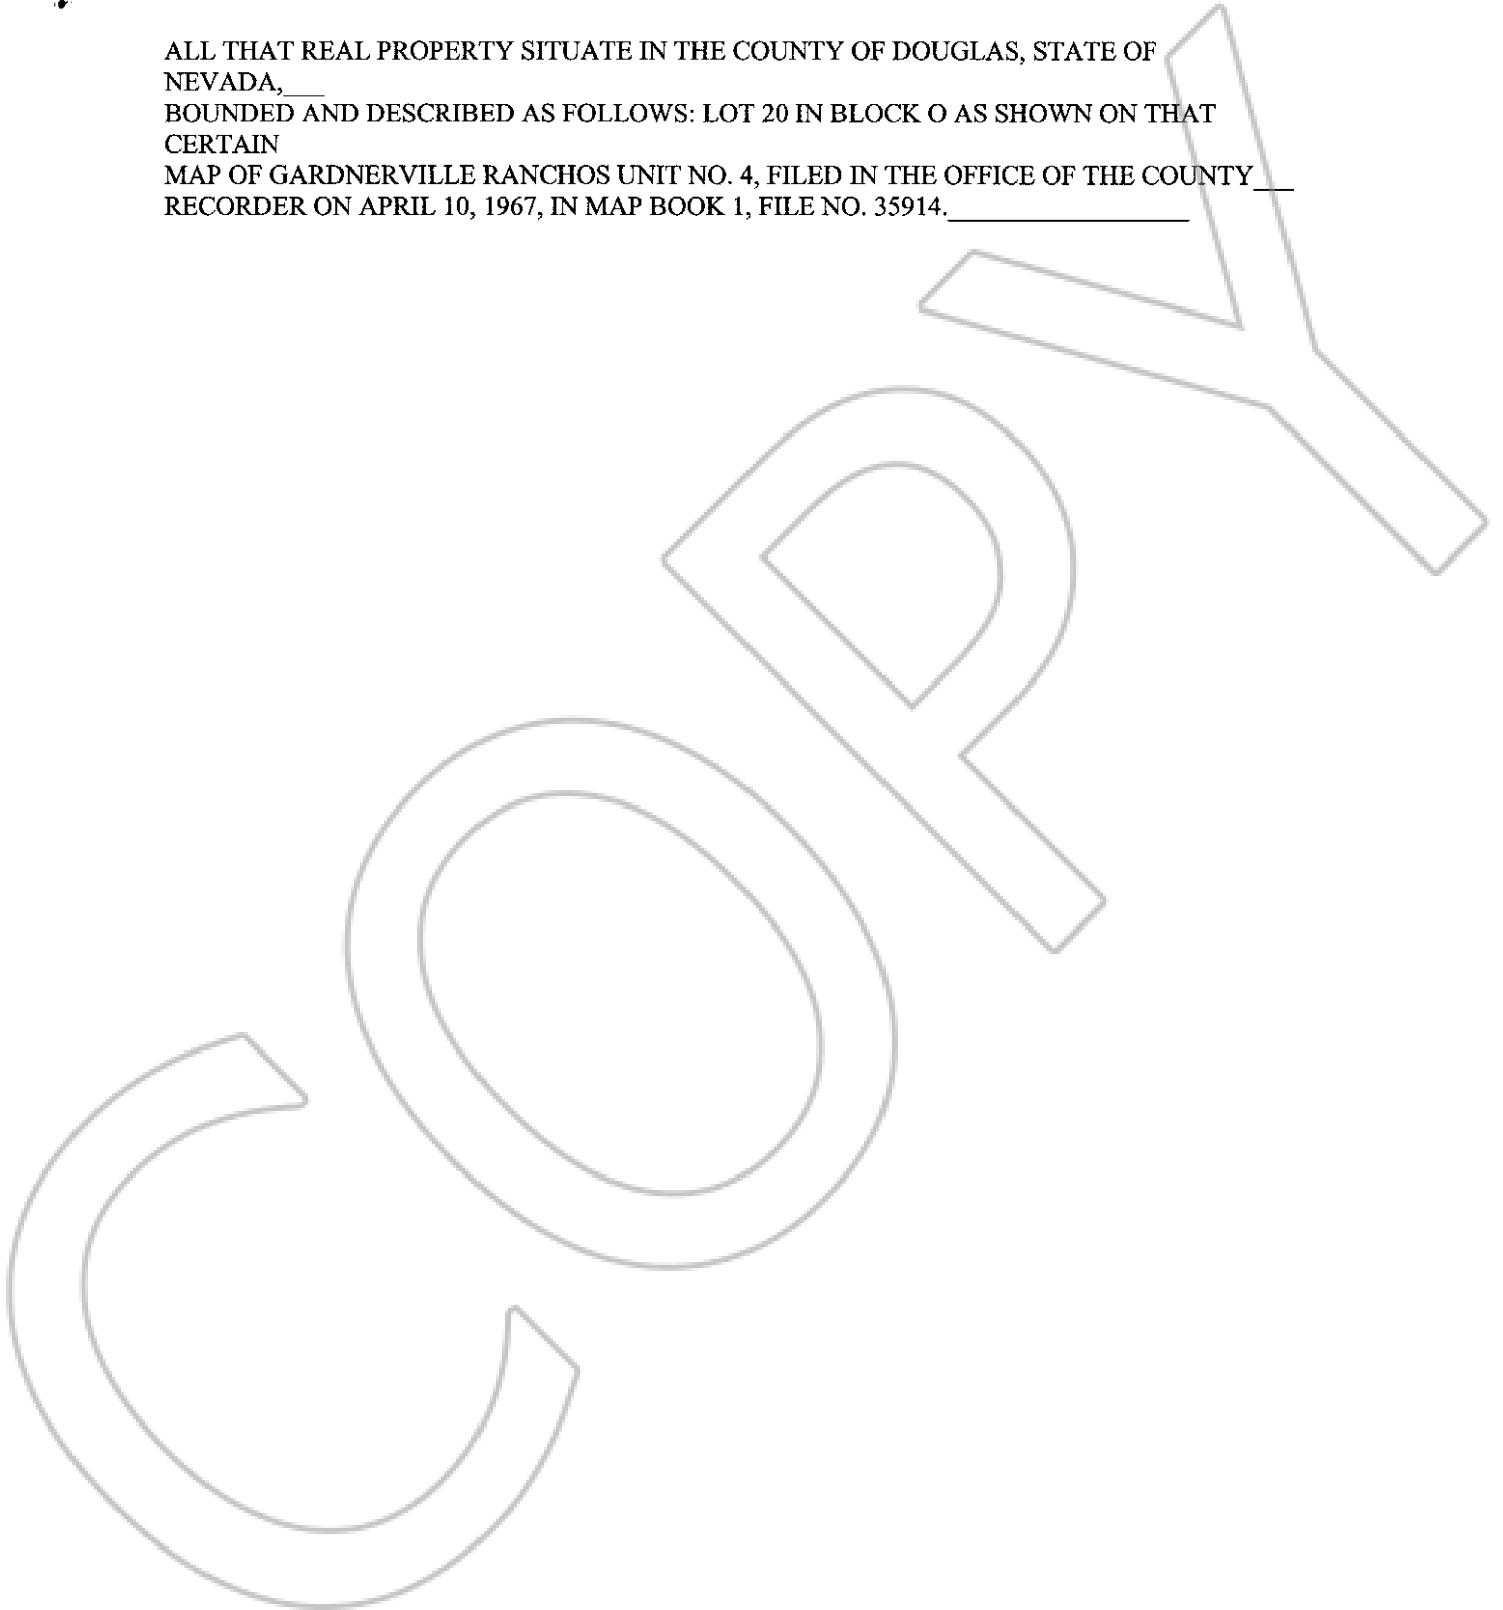 ALL THAT REAL PROPERTY SITUATE IN THE COUNTY OF DOUGLAS, STATE OF
NEVADA,___
BOUNDED AND DESCRIBED AS FOLLOWS: LOT 20 IN BLOCK O AS SHOWN ON THAT
CERTAIN
MAP OF GARDNERVILLE RANCHOS UNIT NO. 4, FILED IN THE OFFICE OF THE COUNTY___
RECORDER ON APRIL 10, 1967, IN MAP BOOK 1, FILE NO. 35914.__________________
COPY